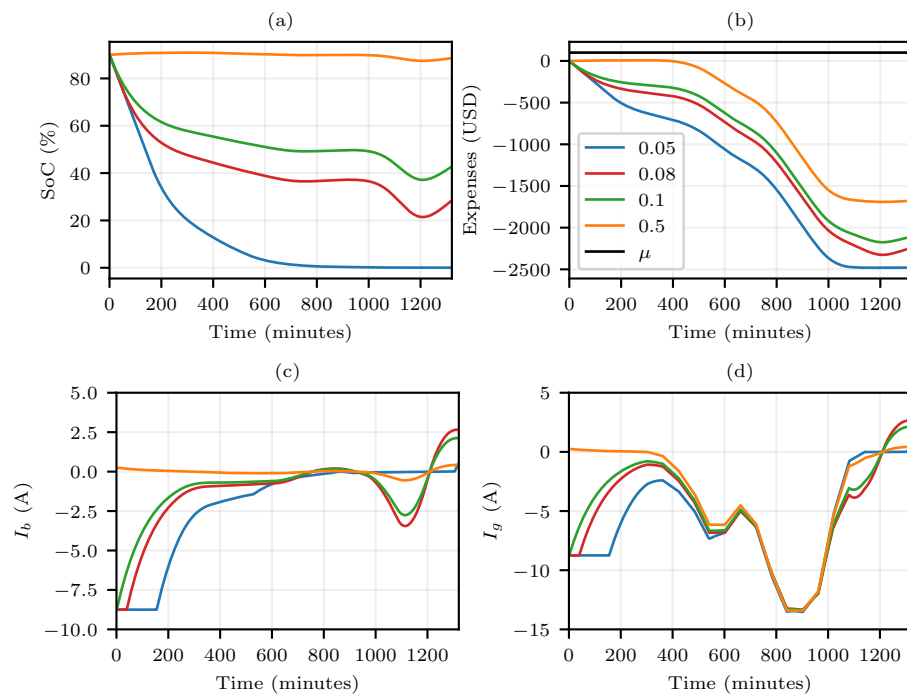 (a)
SoC (%)
80
60
40
20
0
0 200 400 600 800 1000 1200
Time (minutes)
(b)
Expenses (USD)
0
−500
−1000
−1500
−2000
−2500
0.05
0.08
0.1
0.5
μ
0 200 400 600 800 1000 1200
Time (minutes)
(c)
I_b (A)
5.0
2.5
0.0
−2.5
−5.0
−7.5
−10.0
0 200 400 600 800 1000 1200
Time (minutes)
(d)
I_g (A)
5
0
−5
−10
−15
0 200 400 600 800 1000 1200
Time (minutes)